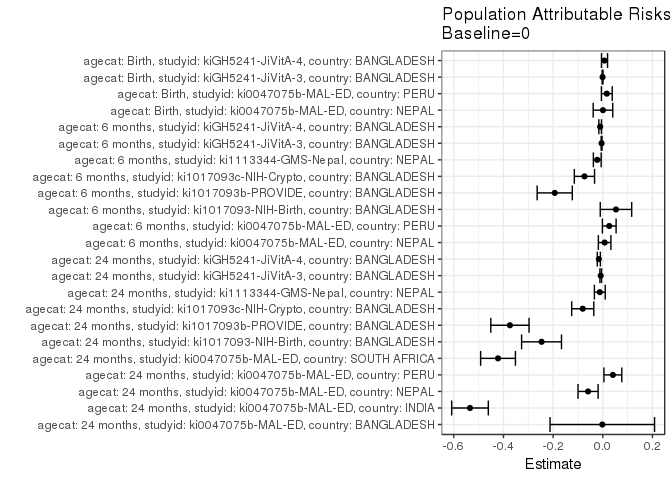 Population Attributable Risks
Baseline=0
agecat: Birth, studyid: kiGH5241-JiVitA-4, country: BANGLADESH
agecat: Birth, studyid: kiGH5241-JiVitA-3, country: BANGLADESH
agecat: Birth, studyid: ki0047075b-MAL-ED, country: PERU
agecat: Birth, studyid: ki0047075b-MAL-ED, country: NEPAL
agecat: 6 months, studyid: kiGH5241-JiVitA-4, country: BANGLADESH
agecat: 6 months, studyid: kiGH5241-JiVitA-3, country: BANGLADESH
agecat: 6 months, studyid: ki1113344-GMS-Nepal, country: NEPAL
agecat: 6 months, studyid: ki1017093c-NIH-Crypto, country: BANGLADESH
agecat: 6 months, studyid: ki1017093b-PROVIDE, country: BANGLADESH
agecat: 6 months, studyid: ki1017093-NIH-Birth, country: BANGLADESH
agecat: 6 months, studyid: ki0047075b-MAL-ED, country: PERU
agecat: 6 months, studyid: ki0047075b-MAL-ED, country: NEPAL
agecat: 24 months, studyid: kiGH5241-JiVitA-4, country: BANGLADESH
agecat: 24 months, studyid: kiGH5241-JiVitA-3, country: BANGLADESH
agecat: 24 months, studyid: ki1113344-GMS-Nepal, country: NEPAL
agecat: 24 months, studyid: ki1017093c-NIH-Crypto, country: BANGLADESH
agecat: 24 months, studyid: ki1017093b-PROVIDE, country: BANGLADESH
agecat: 24 months, studyid: ki1017093-NIH-Birth, country: BANGLADESH
agecat: 24 months, studyid: ki0047075b-MAL-ED, country: SOUTH AFRICA
agecat: 24 months, studyid: ki0047075b-MAL-ED, country: PERU
agecat: 24 months, studyid: ki0047075b-MAL-ED, country: NEPAL
agecat: 24 months, studyid: ki0047075b-MAL-ED, country: INDIA
agecat: 24 months, studyid: ki0047075b-MAL-ED, country: BANGLADESH
-0.6 -0.4 -0.2 0.0 0.2
Estimate